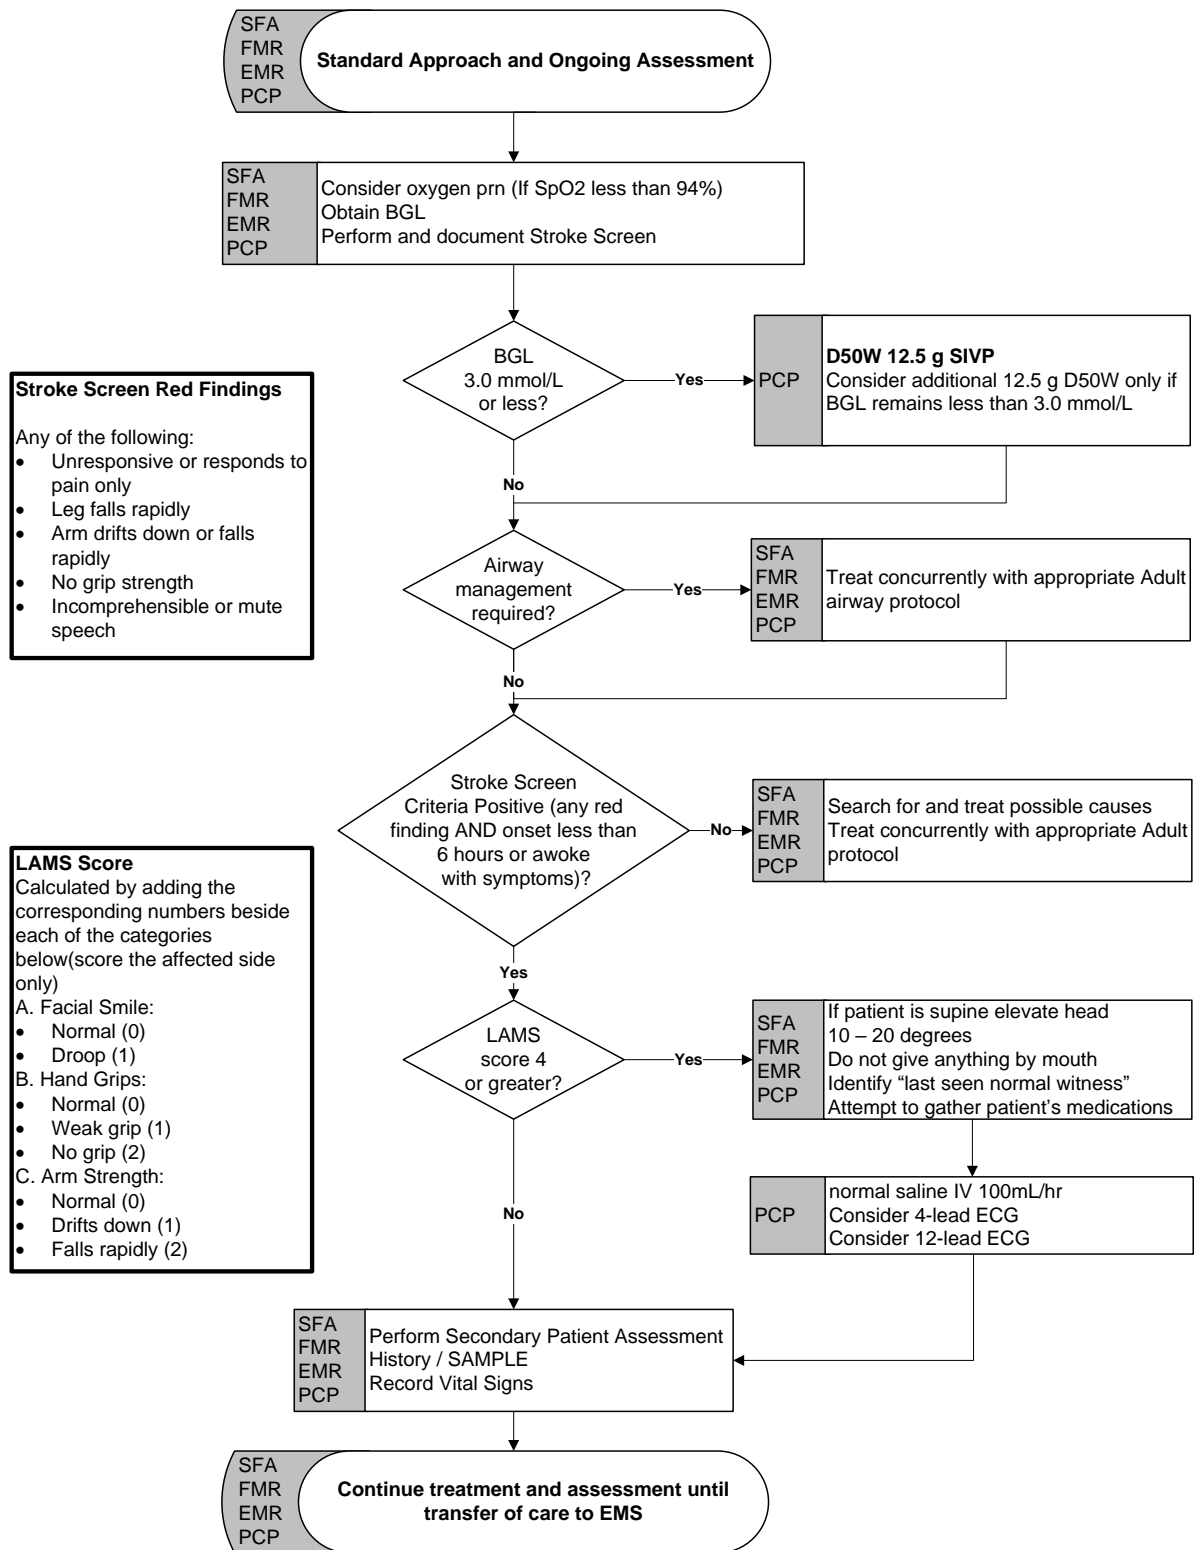 SFA
FMR
EMR
PCP
Standard Approach and Ongoing Assessment
SFA
FMR
EMR
PCP
Consider oxygen prn (If SpO2 less than 94%)
Obtain BGL
Perform and document Stroke Screen
BGL
3.0 mmol/L
or less?
Yes
PCP
D50W 12.5 g SIVP
Consider additional 12.5 g D50W only if
BGL remains less than 3.0 mmol/L
No
Stroke Screen Red Findings
Any of the following:
• Unresponsive or responds to
pain only
• Leg falls rapidly
• Arm drifts down or falls
rapidly
• No grip strength
• Incomprehensible or mute
speech
Airway
management
required?
Yes
SFA
FMR
EMR
PCP
Treat concurrently with appropriate Adult
airway protocol
No
Stroke Screen
Criteria Positive (any red
finding AND onset less than
6 hours or awoke
with symptoms)?
No
SFA
FMR
EMR
PCP
Search for and treat possible causes
Treat concurrently with appropriate Adult
protocol
Yes
LAMS Score
Calculated by adding the
corresponding numbers beside
each of the categories
below(score the affected side
only)
A. Facial Smile:
• Normal (0)
• Droop (1)
B. Hand Grips:
• Normal (0)
• Weak grip (1)
• No grip (2)
C. Arm Strength:
• Normal (0)
• Drifts down (1)
• Falls rapidly (2)
LAMS
score 4
or greater?
Yes
SFA
FMR
EMR
PCP
If patient is supine elevate head
10 – 20 degrees
Do not give anything by mouth
Identify “last seen normal witness”
Attempt to gather patient’s medications
PCP
normal saline IV 100mL/hr
Consider 4-lead ECG
Consider 12-lead ECG
No
SFA
FMR
EMR
PCP
Perform Secondary Patient Assessment
History / SAMPLE
Record Vital Signs
SFA
FMR
EMR
PCP
Continue treatment and assessment until
transfer of care to EMS